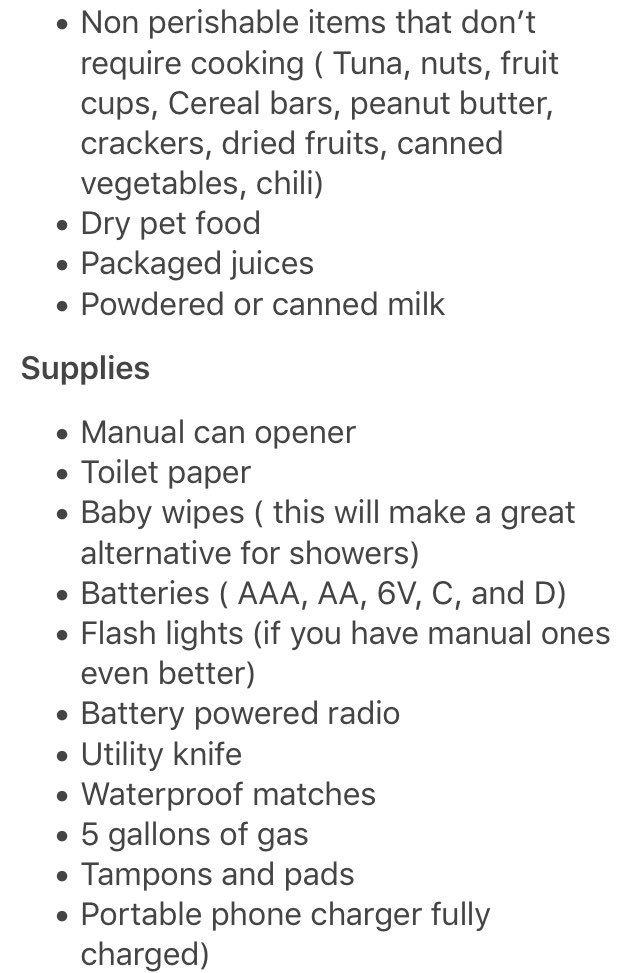 • Non perishable items that don’t
require cooking ( Tuna, nuts, fruit
cups, Cereal bars, peanut butter,
crackers, dried fruits, canned
vegetables, chili)
• Dry pet food
• Packaged juices
• Powdered or canned milk
Supplies
• Manual can opener
• Toilet paper
• Baby wipes ( this will make a great
alternative for showers)
• Batteries ( AAA, AA, 6V, C, and D)
• Flash lights (if you have manual ones
even better)
• Battery powered radio
• Utility knife
• Waterproof matches
• 5 gallons of gas
• Tampons and pads
• Portable phone charger fully
charged)